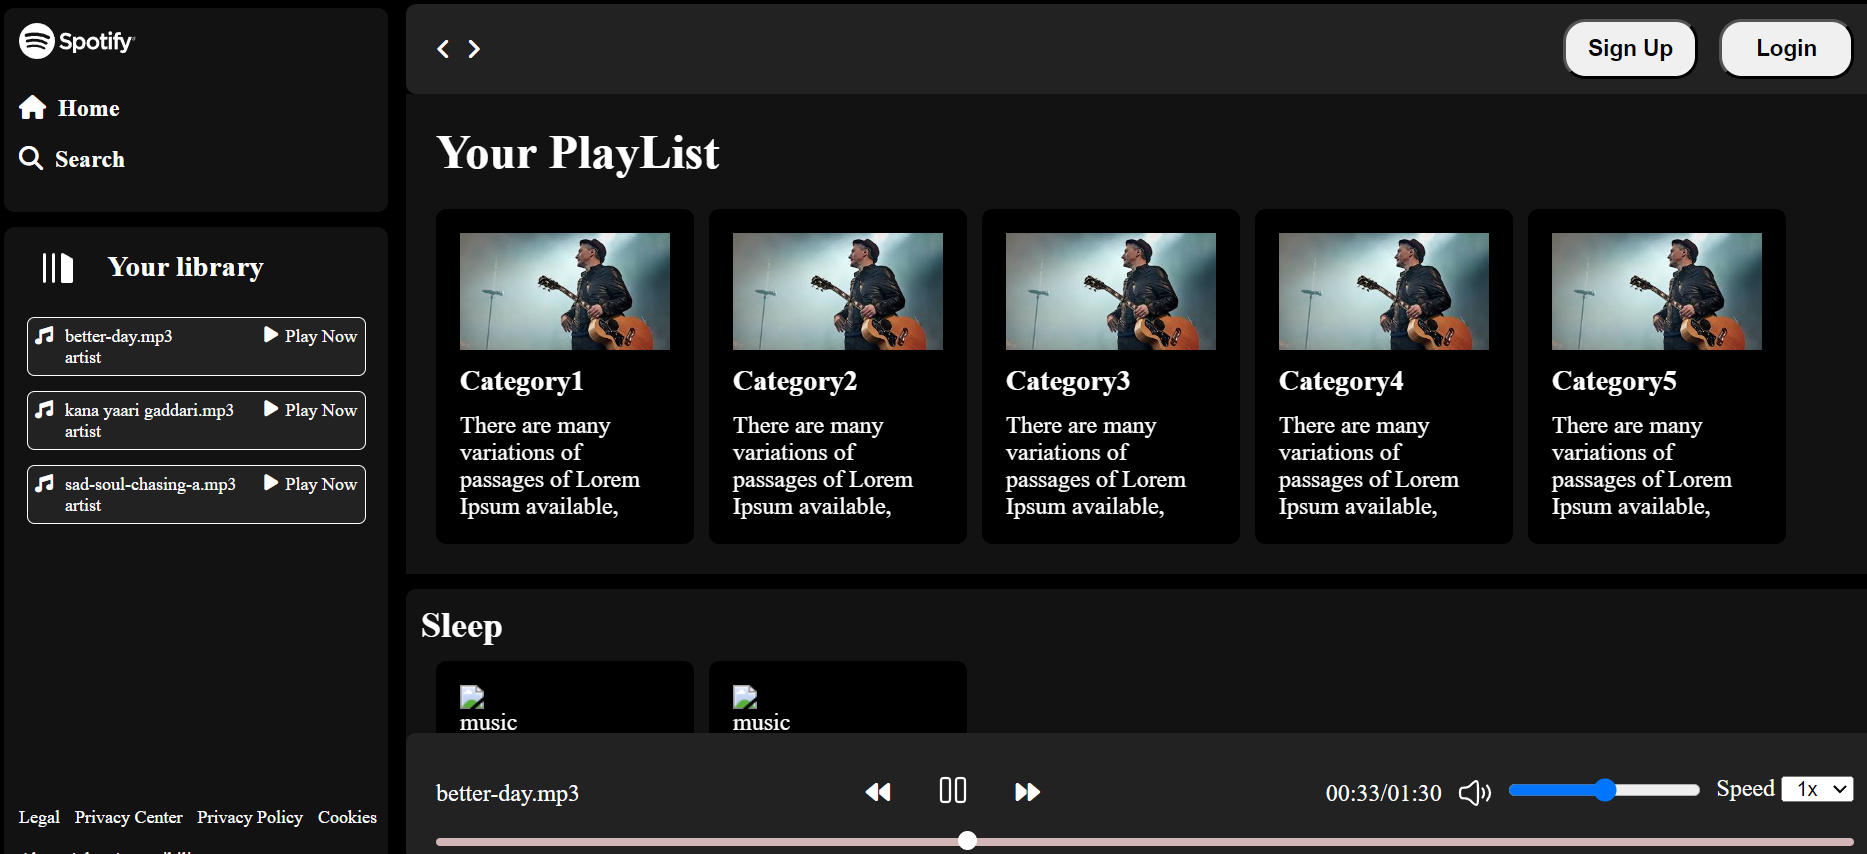 Spotify
Home
Search
Your library
better-day.mp3
Play Now
artist
kana yaari gaddari.mp3
Play Now
artist
sad-soul-chasing-a.mp3
Play Now
artist
Legal Privacy Center Privacy Policy Cookies
Sign Up
Login
Your PlayList
Category1
There are many
variations of
passages of Lorem
Ipsum available,
Category2
There are many
variations of
passages of Lorem
Ipsum available,
Category3
There are many
variations of
passages of Lorem
Ipsum available,
Category4
There are many
variations of
passages of Lorem
Ipsum available,
Category5
There are many
variations of
passages of Lorem
Ipsum available,
Sleep
music
music
better-day.mp3
00:33/01:30
Speed 1x